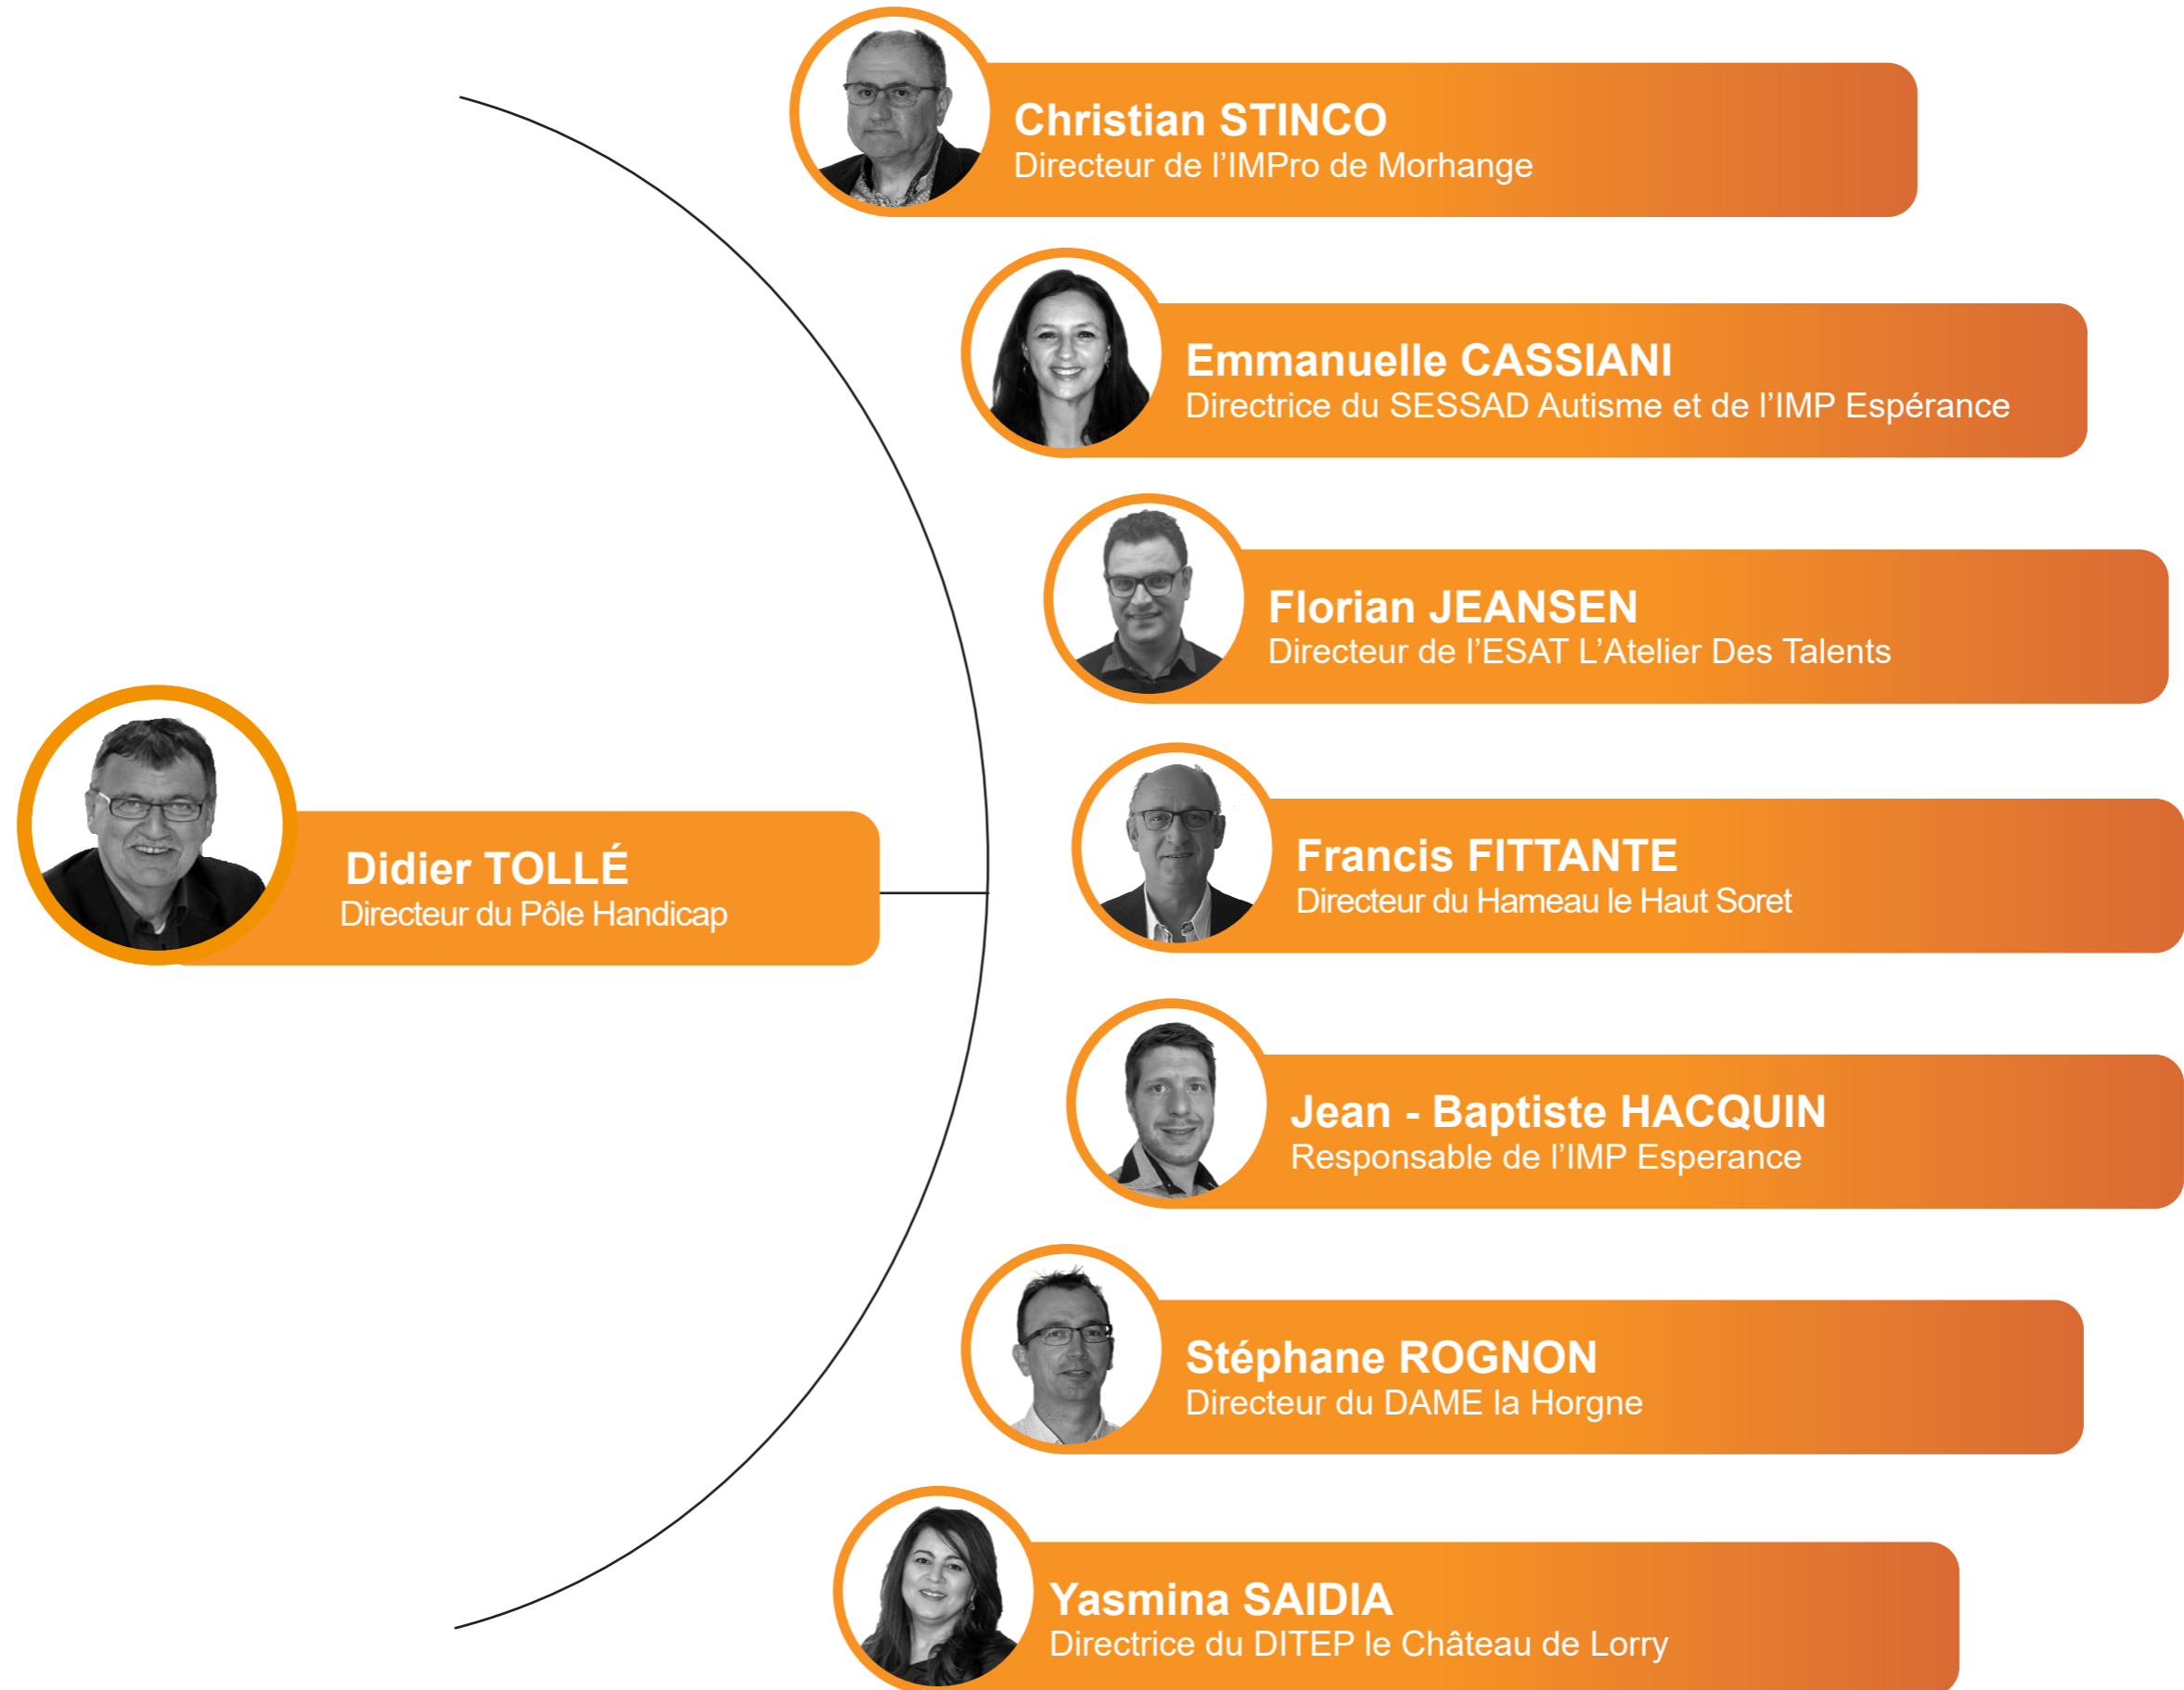 Christian STINCO
Directeur de l’IMPro de Morhange
Emmanuelle CASSIANI
Directrice du SESSAD Autisme et de l’IMP Espérance
Florian JEANSEN
Directeur de l’ESAT L’Atelier Des Talents
Didier TOLLÉ
Directeur du Pôle Handicap
Francis FITTANTE
Directeur du Hameau le Haut Soret
Jean - Baptiste HACQUIN
Responsable de l’IMP Esperance
Stéphane ROGNON
Directeur du DAME la Horgne
Yasmina SAIDIA
Directrice du DITEP le Château de Lorry